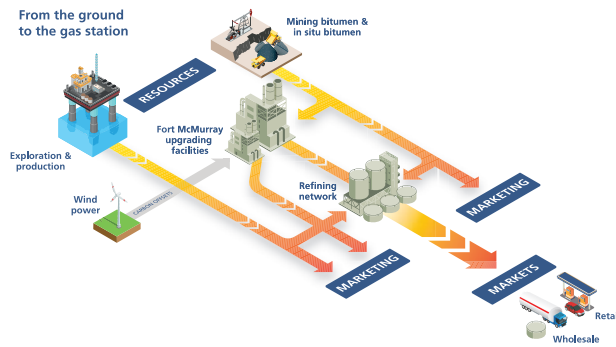 From the ground
to the gas station
Mining bitumen &
in situ bitumen
RESOURCES
Fort McMurray
upgrading
facilities
Exploration &
production
Wind
power
CARBON OFFSETS
Refining
network
MARKETING
MARKETING
MARKETS
Reta
Wholesale